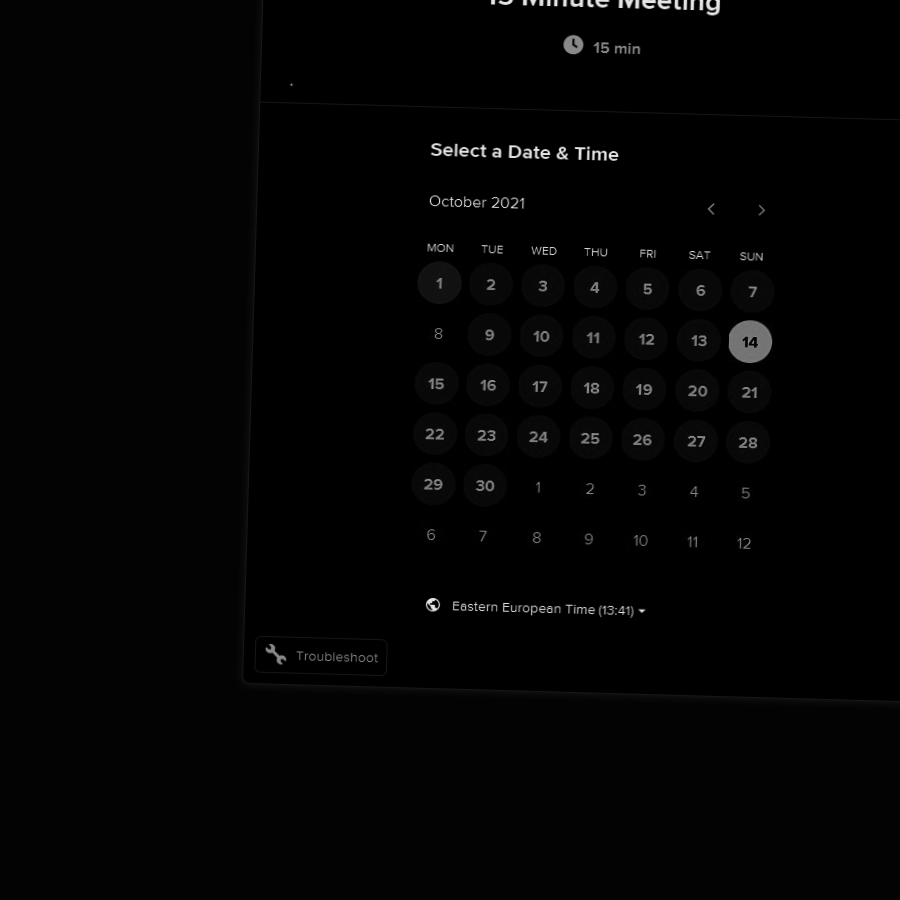 15 Minute Meeting
15 min
Select a Date & Time
October 2021
MON TUE WED THU FRI SAT SUN
1 2 3 4 5 6 7
8 9 10 11 12 13 14
15 16 17 18 19 20 21
22 23 24 25 26 27 28
29 30 1 2 3 4 5
6 7 8 9 10 11 12
Eastern European Time (13:41)
Troubleshoot